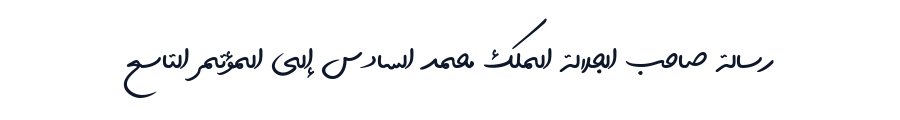 رسالة صاحب الجلالة الملك محمد السادس إلى المؤتمر التاسع